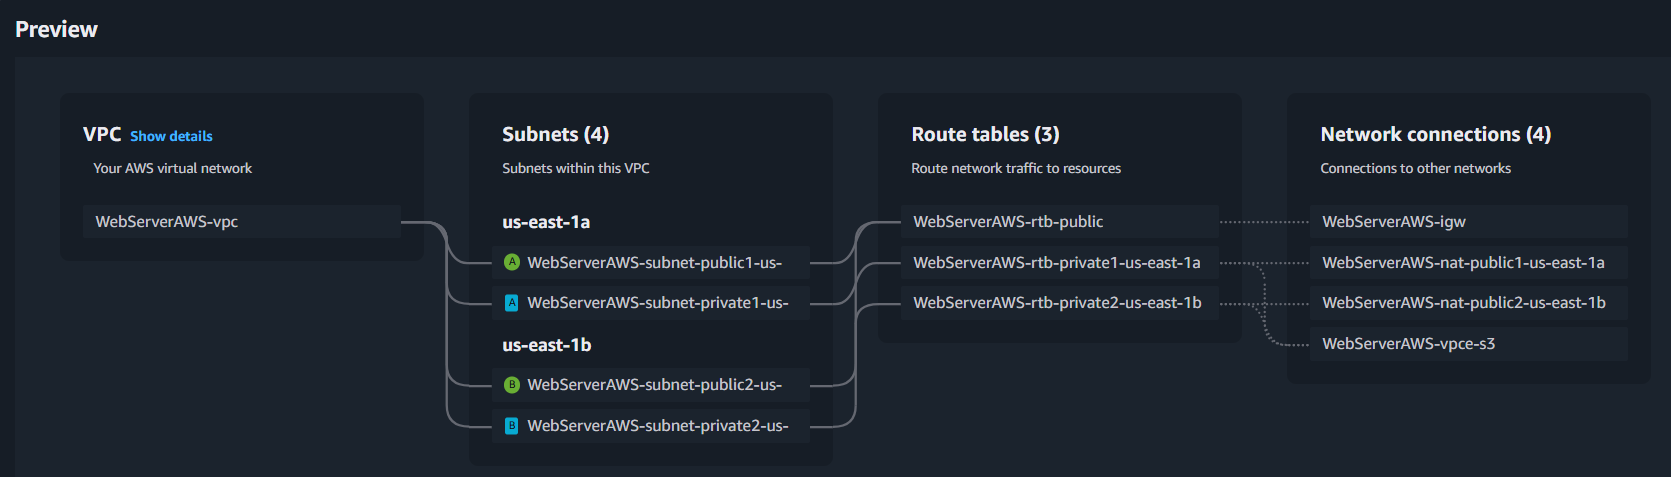 Preview
VPC Show details
Your AWS virtual network
WebServerAWS-vpc
Subnets (4)
Subnets within this VPC
us-east-1a
A WebServerAWS-subnet-public1-us-
A WebServerAWS-subnet-private1-us-
us-east-1b
B WebServerAWS-subnet-public2-us-
B WebServerAWS-subnet-private2-us-
Route tables (3)
Route network traffic to resources
WebServerAWS-rtb-public
WebServerAWS-rtb-private1-us-east-1a
WebServerAWS-rtb-private2-us-east-1b
Network connections (4)
Connections to other networks
WebServerAWS-igw
WebServerAWS-nat-public1-us-east-1a
WebServerAWS-nat-public2-us-east-1b
WebServerAWS-vpce-s3